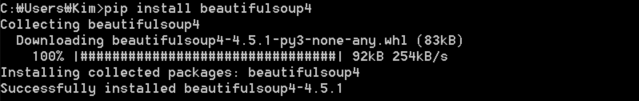 C:₩Users₩Kim>pip install beautifulsoup4
Collecting beautifulsoup4
  Downloading beautifulsoup4-4.5.1-py3-none-any.whl (83kB)
    100% |################################| 92kB 254kB/s
Installing collected packages: beautifulsoup4
Successfully installed beautifulsoup4-4.5.1